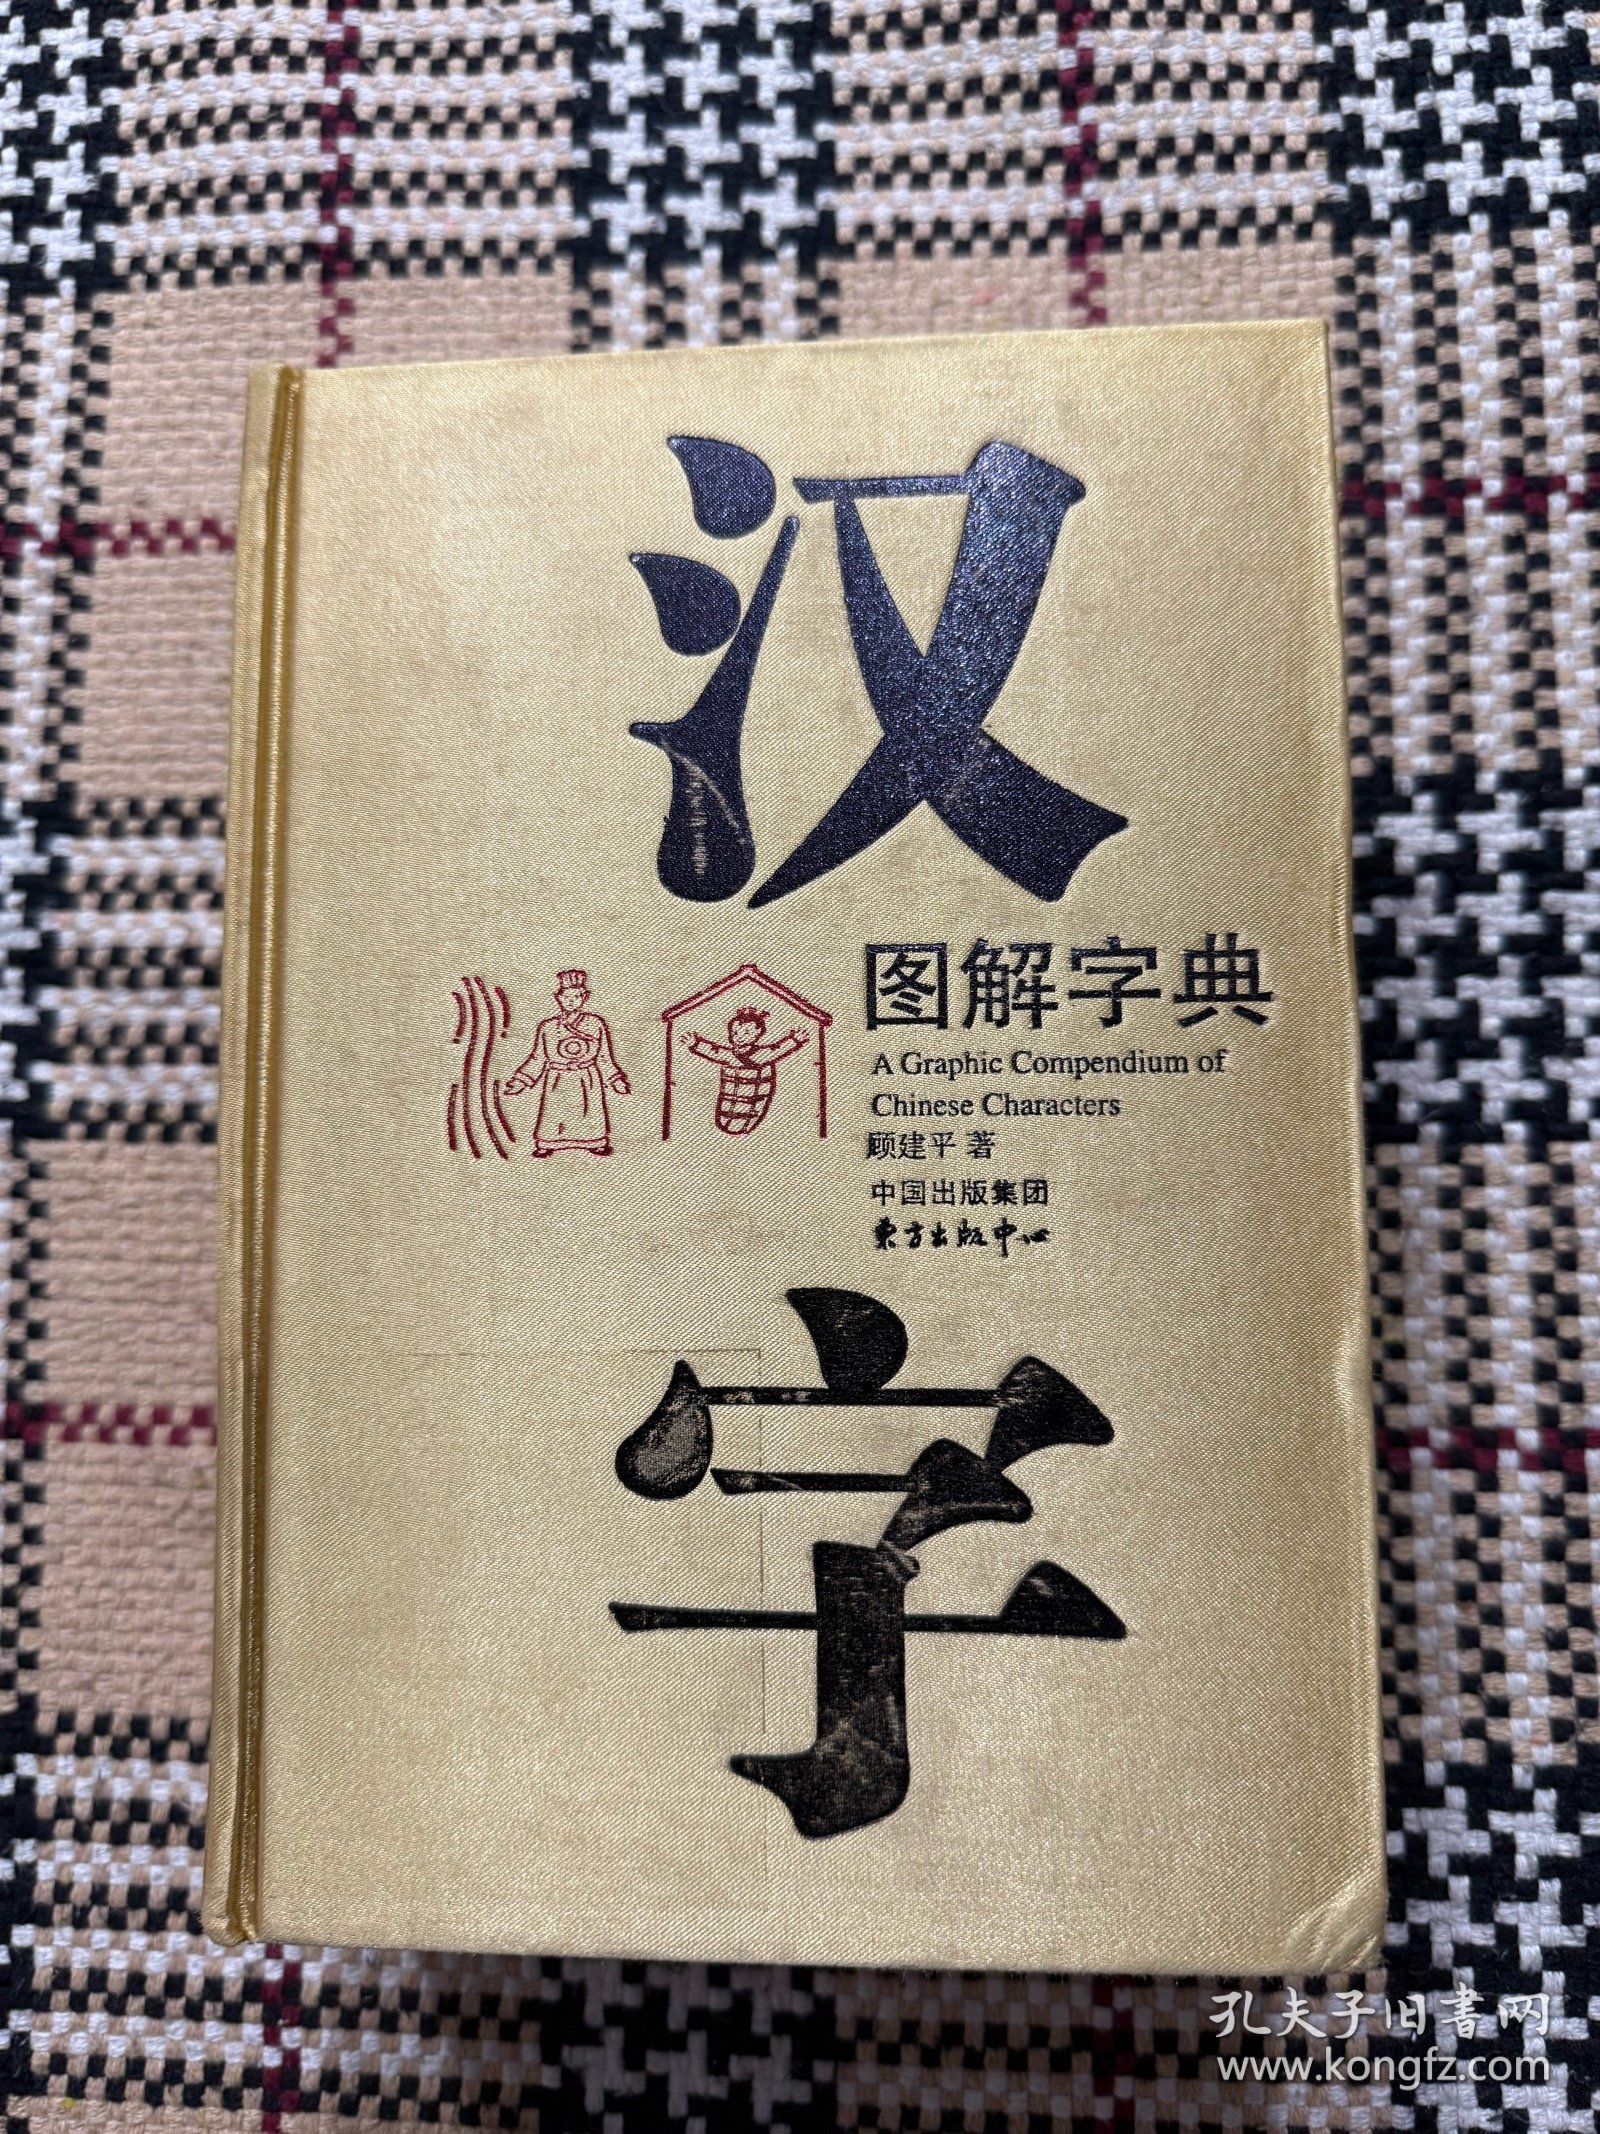 汉
图解字典
A Graphic Compendium of
Chinese Characters
顾建平 著
中国出版集团
东方出版中心
字
孔夫子旧书网
www.kongfz.com